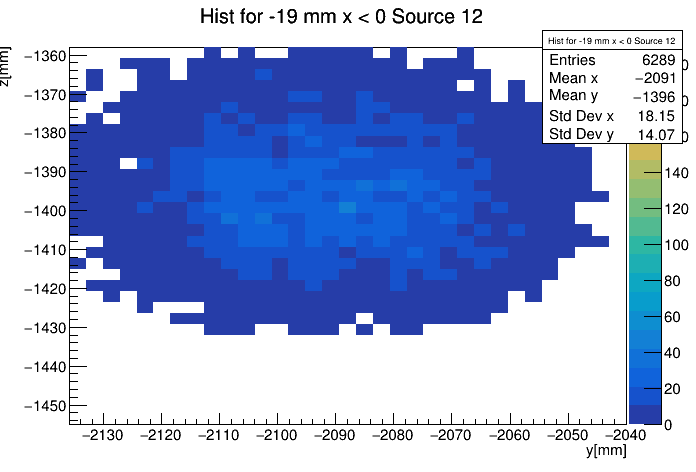 Hist for -19 mm x < 0 Source 12
Hist for -19 mm x < 0 Source 12
Entries 6289
Mean x −2091
Mean y −1396
Std Dev x 18.15
Std Dev y 14.07
z[mm]
−1360
−1370
−1380
−1390
−1400
−1410
−1420
−1430
−1440
−1450
−2130 −2120 −2110 −2100 −2090 −2080 −2070 −2060 −2050 −2040
y[mm]
140
120
100
80
60
40
20
0